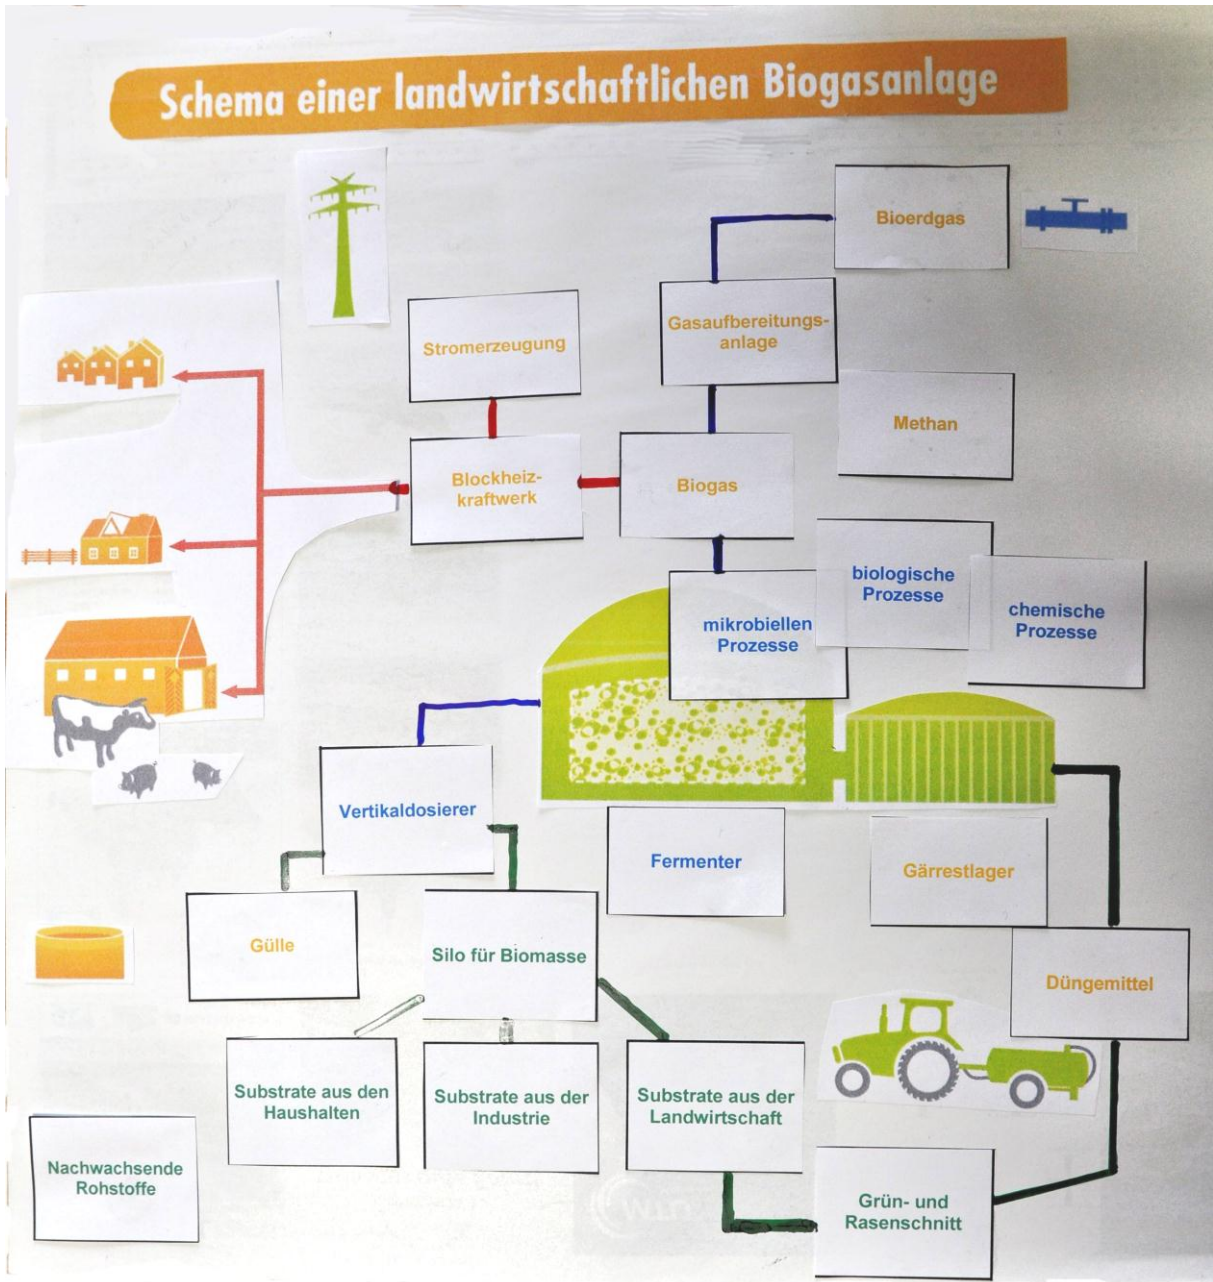 Schema einer landwirtschaftlichen Biogasanlage
Bioerdgas
Gasaufbereitungs-
anlage
Stromerzeugung
Methan
Blockheiz-
kraftwerk
Biogas
biologische
Prozesse
chemische
Prozesse
mikrobiellen
Prozesse
Vertikaldosierer
Fermenter
Gärrestlager
Gülle
Silo für Biomasse
Düngemittel
Substrate aus den
Haushalten
Substrate aus der
Industrie
Substrate aus der
Landwirtschaft
Nachwachsende
Rohstoffe
Grün- und
Rasenschnitt